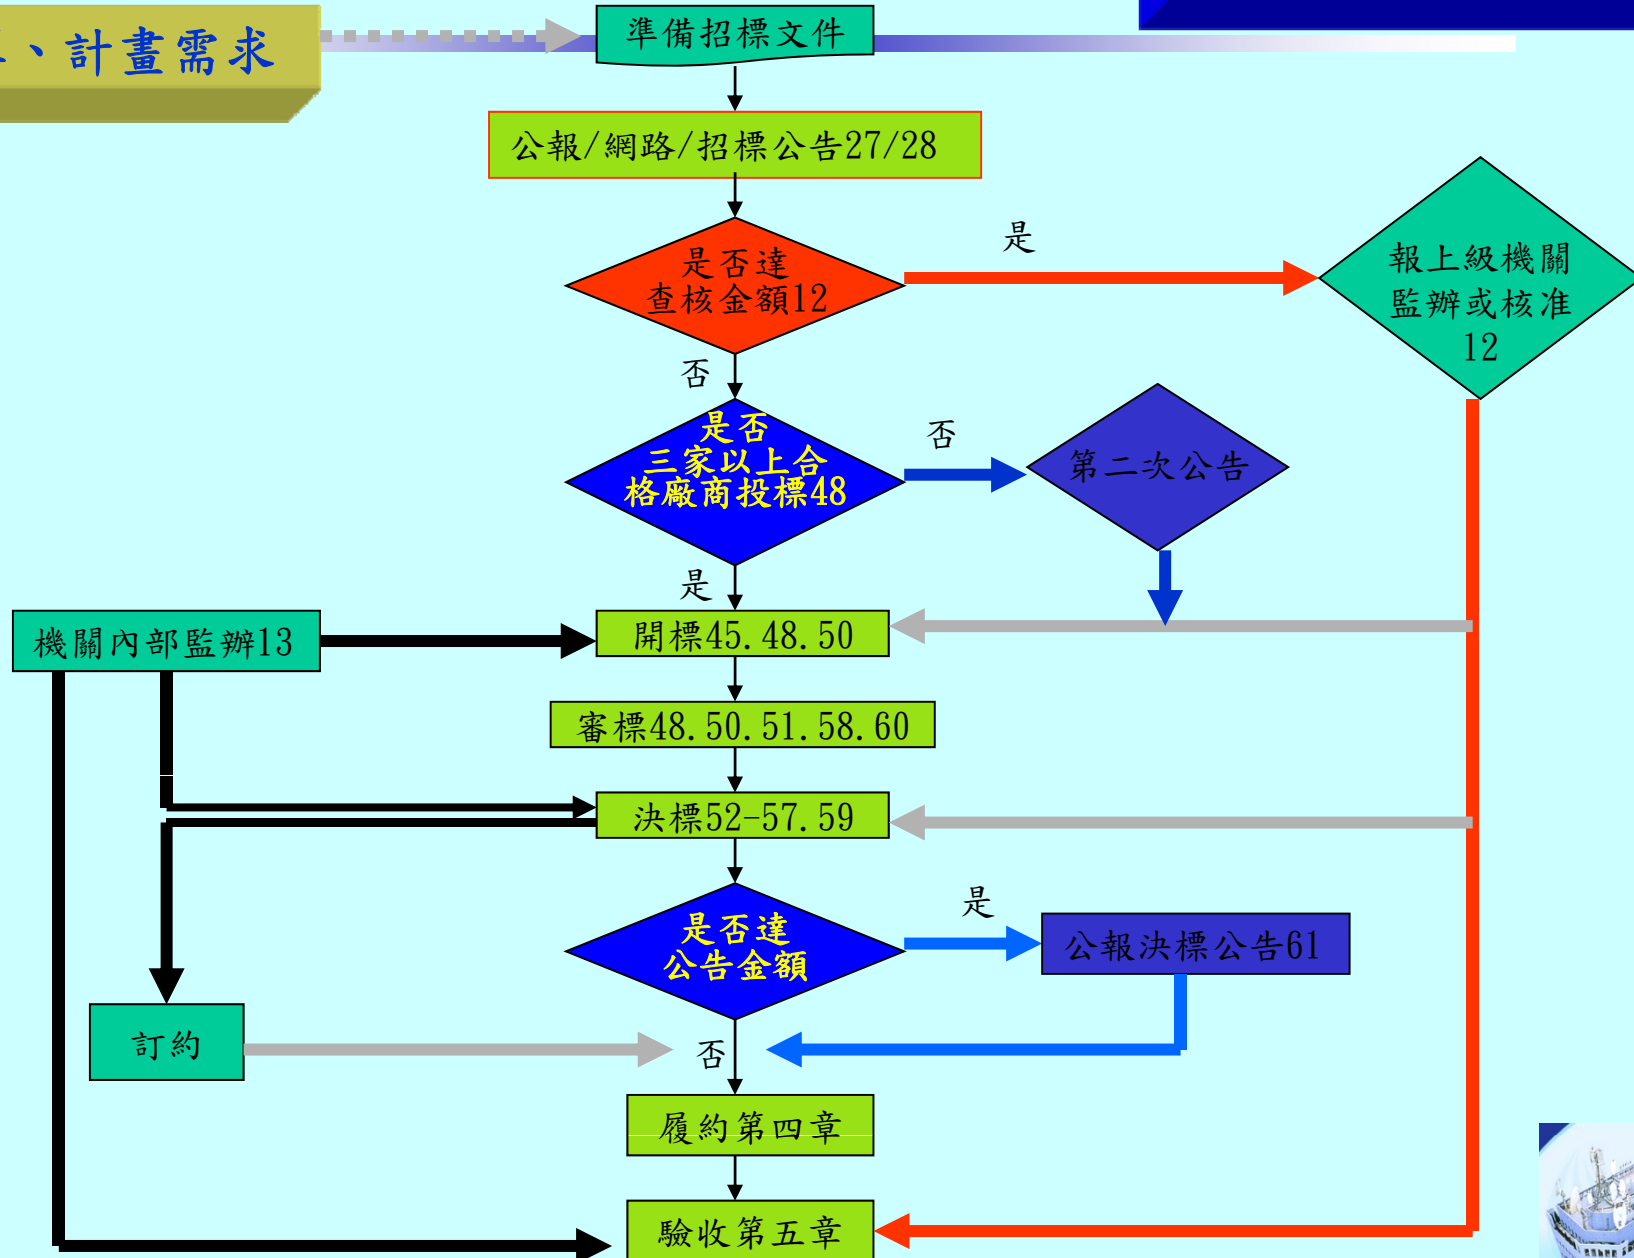 、計畫需求
準備招標文件
公報/網路/招標公告27/28
是否達
查核金額12
是
報上級機關
監辦或核准
12
否
是否
三家以上合
格廠商投標48
否
第二次公告
是
機關內部監辦13
開標45.48.50
審標48.50.51.58.60
決標52-57.59
是否達
公告金額
是
公報決標公告61
訂約
否
履約第四章
驗收第五章